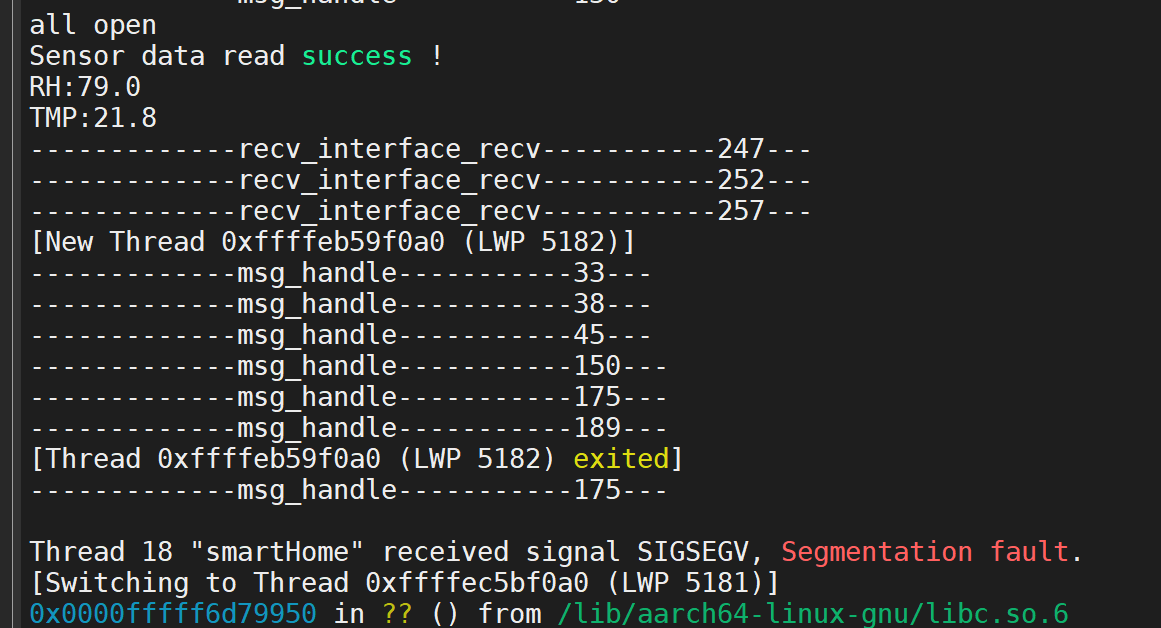 all open
Sensor data read success !
RH:79.0
TMP:21.8
-------------recv_interface_recv-----------247---
-------------recv_interface_recv-----------252---
-------------recv_interface_recv-----------257---
[New Thread 0xffffeb59f0a0 (LWP 5182)]
-------------msg_handle-----------33---
-------------msg_handle-----------38---
-------------msg_handle-----------45---
-------------msg_handle-----------150---
-------------msg_handle-----------175---
-------------msg_handle-----------189---
[Thread 0xffffeb59f0a0 (LWP 5182) exited]
-------------msg_handle-----------175---
Thread 18 "smartHome" received signal SIGSEGV, Segmentation fault.
[Switching to Thread 0xffffec5bf0a0 (LWP 5181)]
0x0000fffff6d79950 in ?? () from /lib/aarch64-linux-gnu/libc.so.6